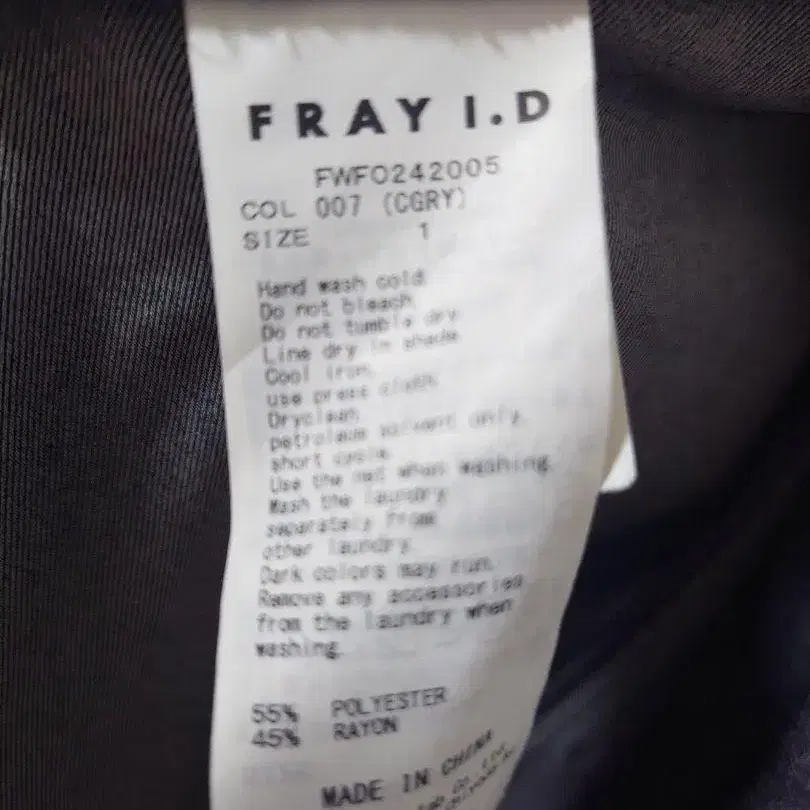 FRAY I.D
FWFO242005
COL 007 (CGRY)
SIZE 1
Hand wash cold
Do not bleach
Do not tumble dry
Line dry in shade
Cool iron,
use press cloth
Dryclean
petroleum solvent only,
short cycle.
Use the net when washing.
Wash the laundry
separately from
other laundry.
Dark colors may run.
Remove any accessories
from the laundry when
washing.
55% POLYESTER
45% RAYON
MADE IN CHINA